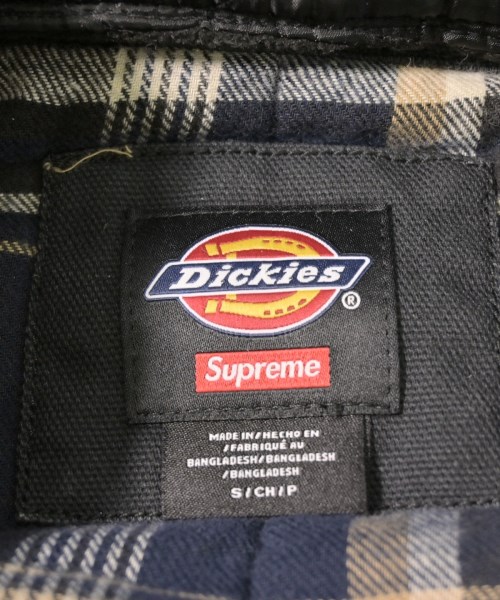 Dickies
®
Supreme
MADE IN/HECHO EN
/FABRIQUÉ AU
BANGLADESH/BANGLADESH
/BANGLADESH
S/CH/P